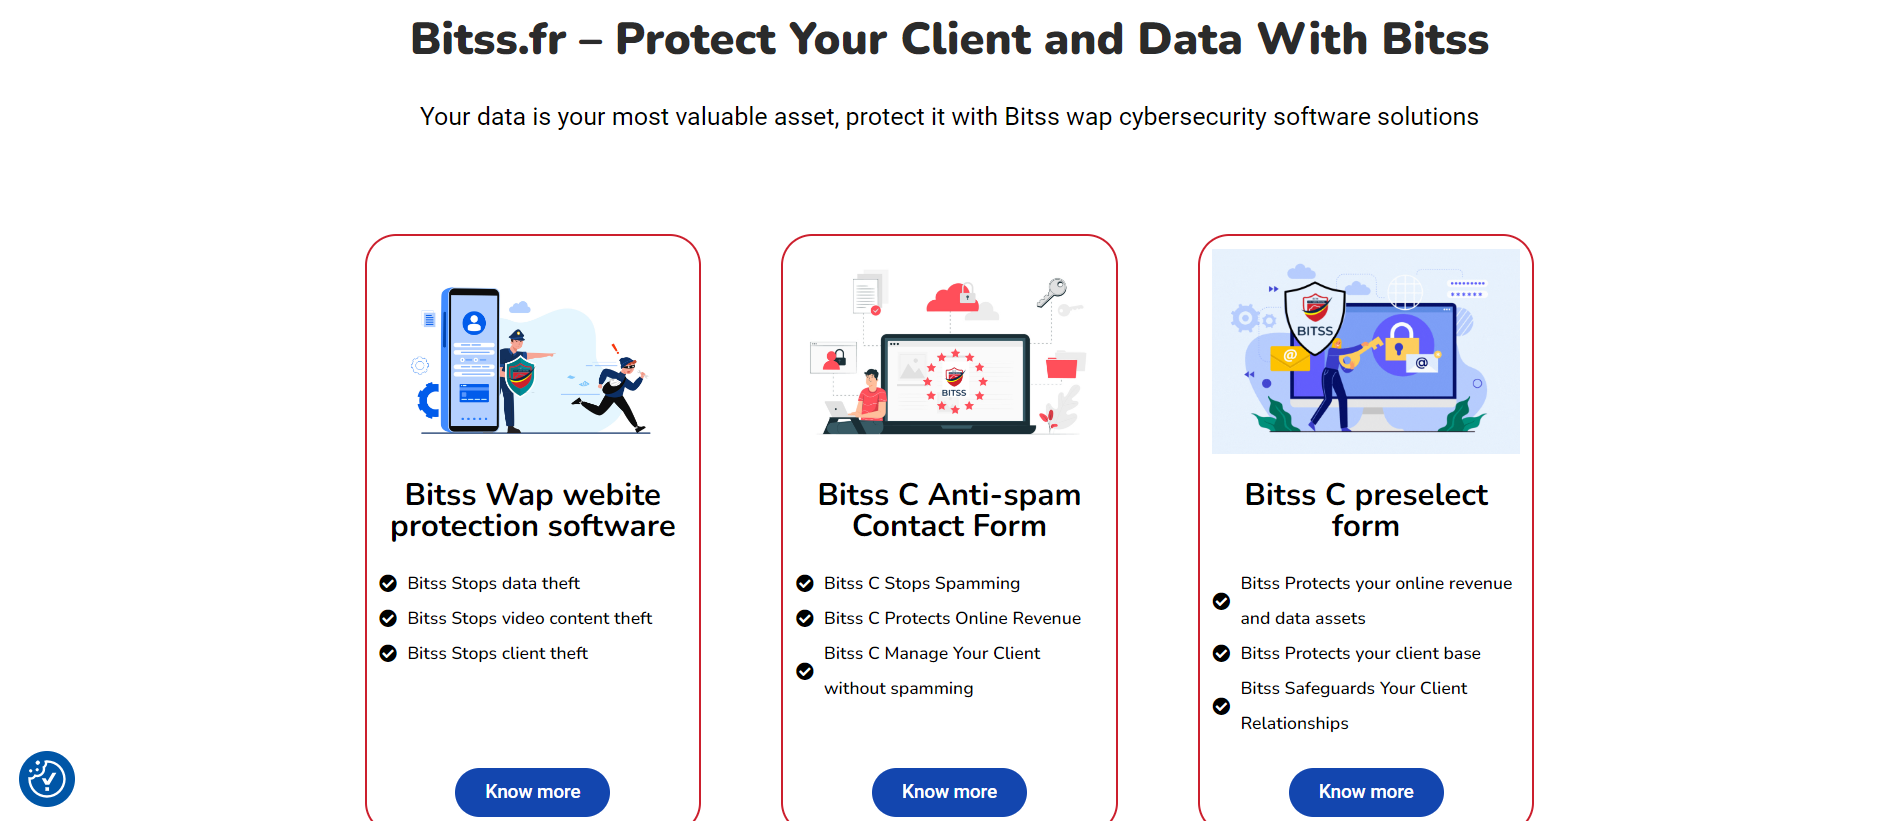 Bitss.fr – Protect Your Client and Data With Bitss
Your data is your most valuable asset, protect it with Bitss wap cybersecurity software solutions
BITSS
BITSS
@
@
Bitss Wap webite
protection software
Bitss Stops data theft
Bitss Stops video content theft
Bitss Stops client theft
Know more
Bitss C Anti-spam
Contact Form
Bitss C Stops Spamming
Bitss C Protects Online Revenue
Bitss C Manage Your Client
without spamming
Know more
Bitss C preselect
form
Bitss Protects your online revenue
and data assets
Bitss Protects your client base
Bitss Safeguards Your Client
Relationships
Know more